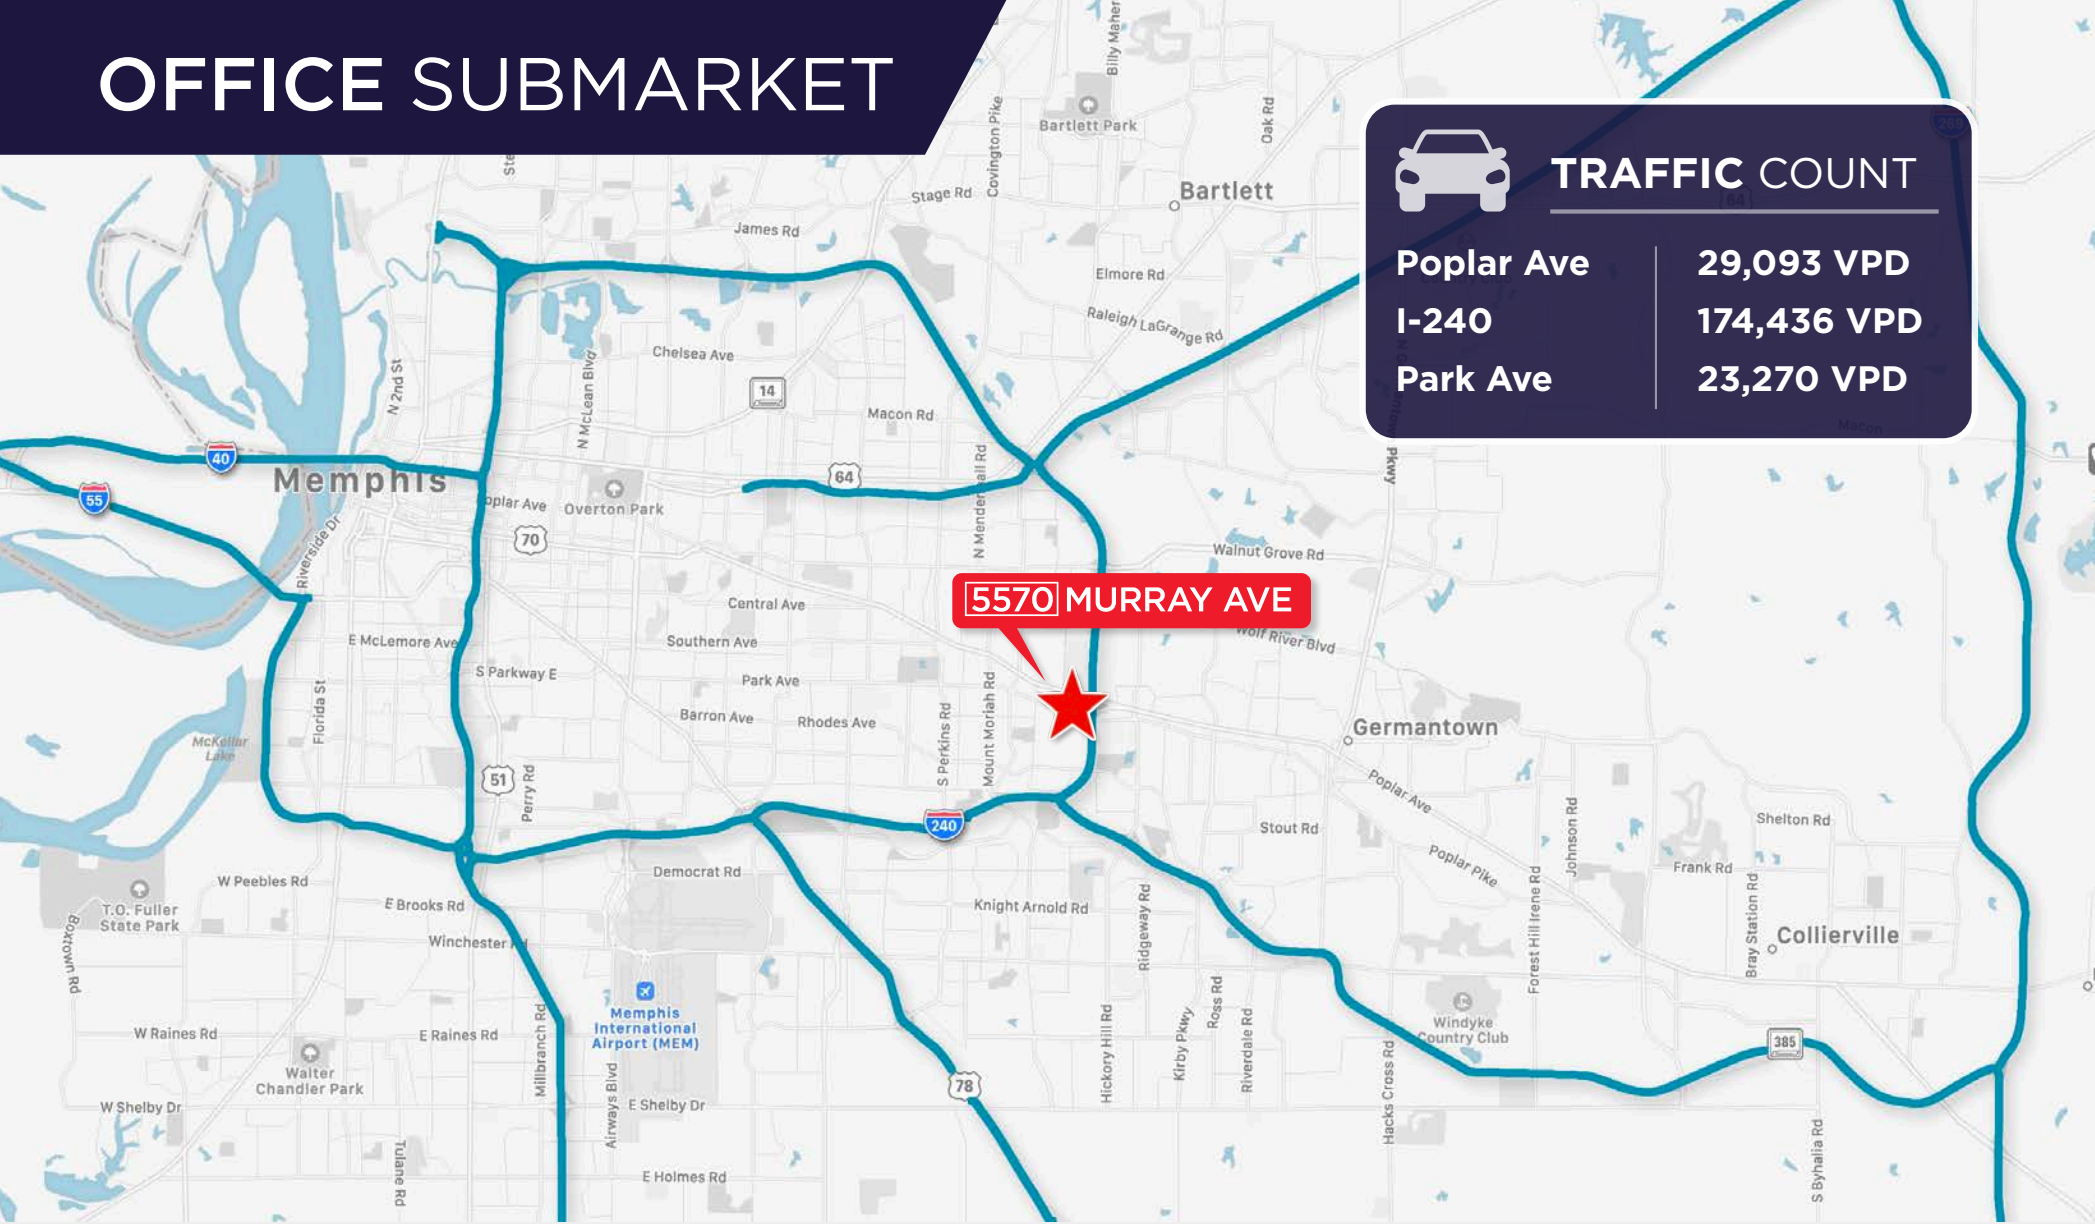 OFFICE SUBMARKET
TRAFFIC COUNT
Poplar Ave 29,093 VPD
I-240 174,436 VPD
Park Ave 23,270 VPD
5570 MURRAY AVE
Billy Maher
Bartlett Park
Oak Rd
Covington Pike
Stage Rd
Bartlett
James Rd
Elmore Rd
Raleigh LaGrange Rd
64
Chelsea Ave
N McLean Blvd
N 2nd St
14
Macon Rd
Macon
Pkwy
40
Memphis
64
N Mendenhall Rd
55
Poplar Ave
Overton Park
70
Riverside Dr
Walnut Grove Rd
Central Ave
E McLemore Ave
Southern Ave
Wolf River Blvd
S Parkway E
Park Ave
Florida St
Barron Ave
Rhodes Ave
S Perkins Rd
Mount Moriah Rd
Germantown
McKellar
Lake
51
Perry Rd
Poplar Ave
240
Stout Rd
Johnson Rd
Shelton Rd
Democrat Rd
Poplar Pike
Frank Rd
W Peebles Rd
E Brooks Rd
Knight Arnold Rd
Ridgeway Rd
Forest Hill Irene Rd
Bray Station Rd
T.O. Fuller
State Park
Boxtown Rd
Winchester Rd
Collierville
Memphis
International
Airport (MEM)
Windyke
Country Club
W Raines Rd
E Raines Rd
Millbranch Rd
Hickory Hill Rd
Kirby Pkwy
Ross Rd
Riverdale Rd
Hacks Cross Rd
385
Walter
Chandler Park
78
W Shelby Dr
Airways Blvd
E Shelby Dr
Tulane Rd
E Holmes Rd
S Byhalia Rd